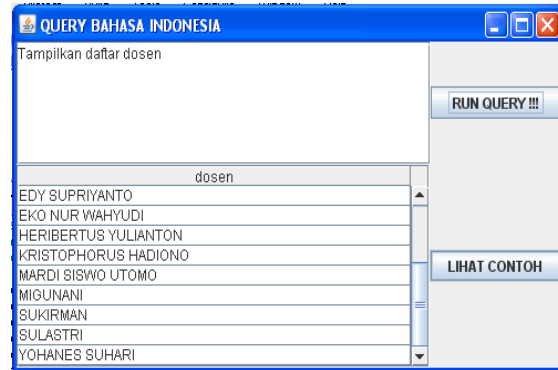 QUERY BAHASA INDONESIA
Tampilkan daftar dosen
RUN QUERY !!!
dosen
EDY SUPRIYANTO
EKO NUR WAHYUDI
HERIBERTUS YULIANTON
KRISTOPHORUS HADIONO
MARDI SISWO UTOMO
MIGUNANI
SUKIRMAN
SULASTRI
YOHANES SUHARI
LIHAT CONTOH